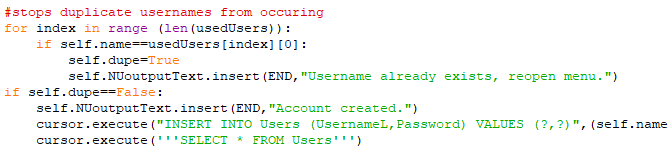 #stops duplicate usernames from occuring
for index in range (len(usedUsers)):
if self.name==usedUsers[index][0]:
self.dupe=True
self.NUoutputText.insert(END,"Username already exists, reopen menu.")
if self.dupe==False:
self.NUoutputText.insert(END,"Account created.")
cursor.execute("INSERT INTO Users (UsernameL,Password) VALUES (?,?)",(self.name
cursor.execute('''SELECT * FROM Users''')